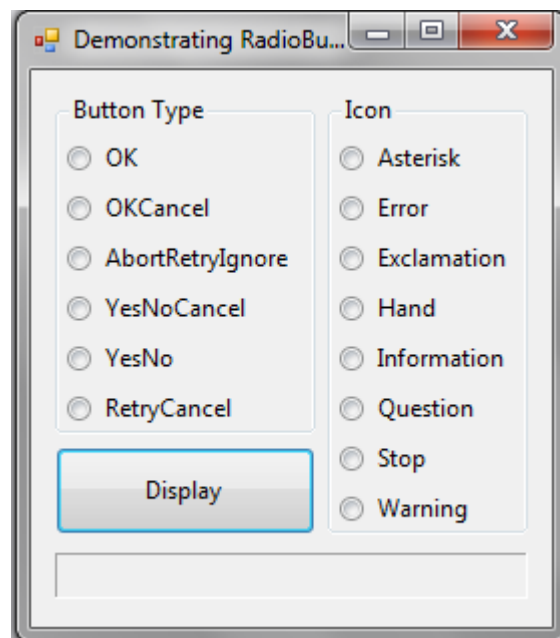 Demonstrating RadioBu...
Button Type
OK
OKCancel
AbortRetryIgnore
YesNoCancel
YesNo
RetryCancel
Display
Icon
Asterisk
Error
Exclamation
Hand
Information
Question
Stop
Warning